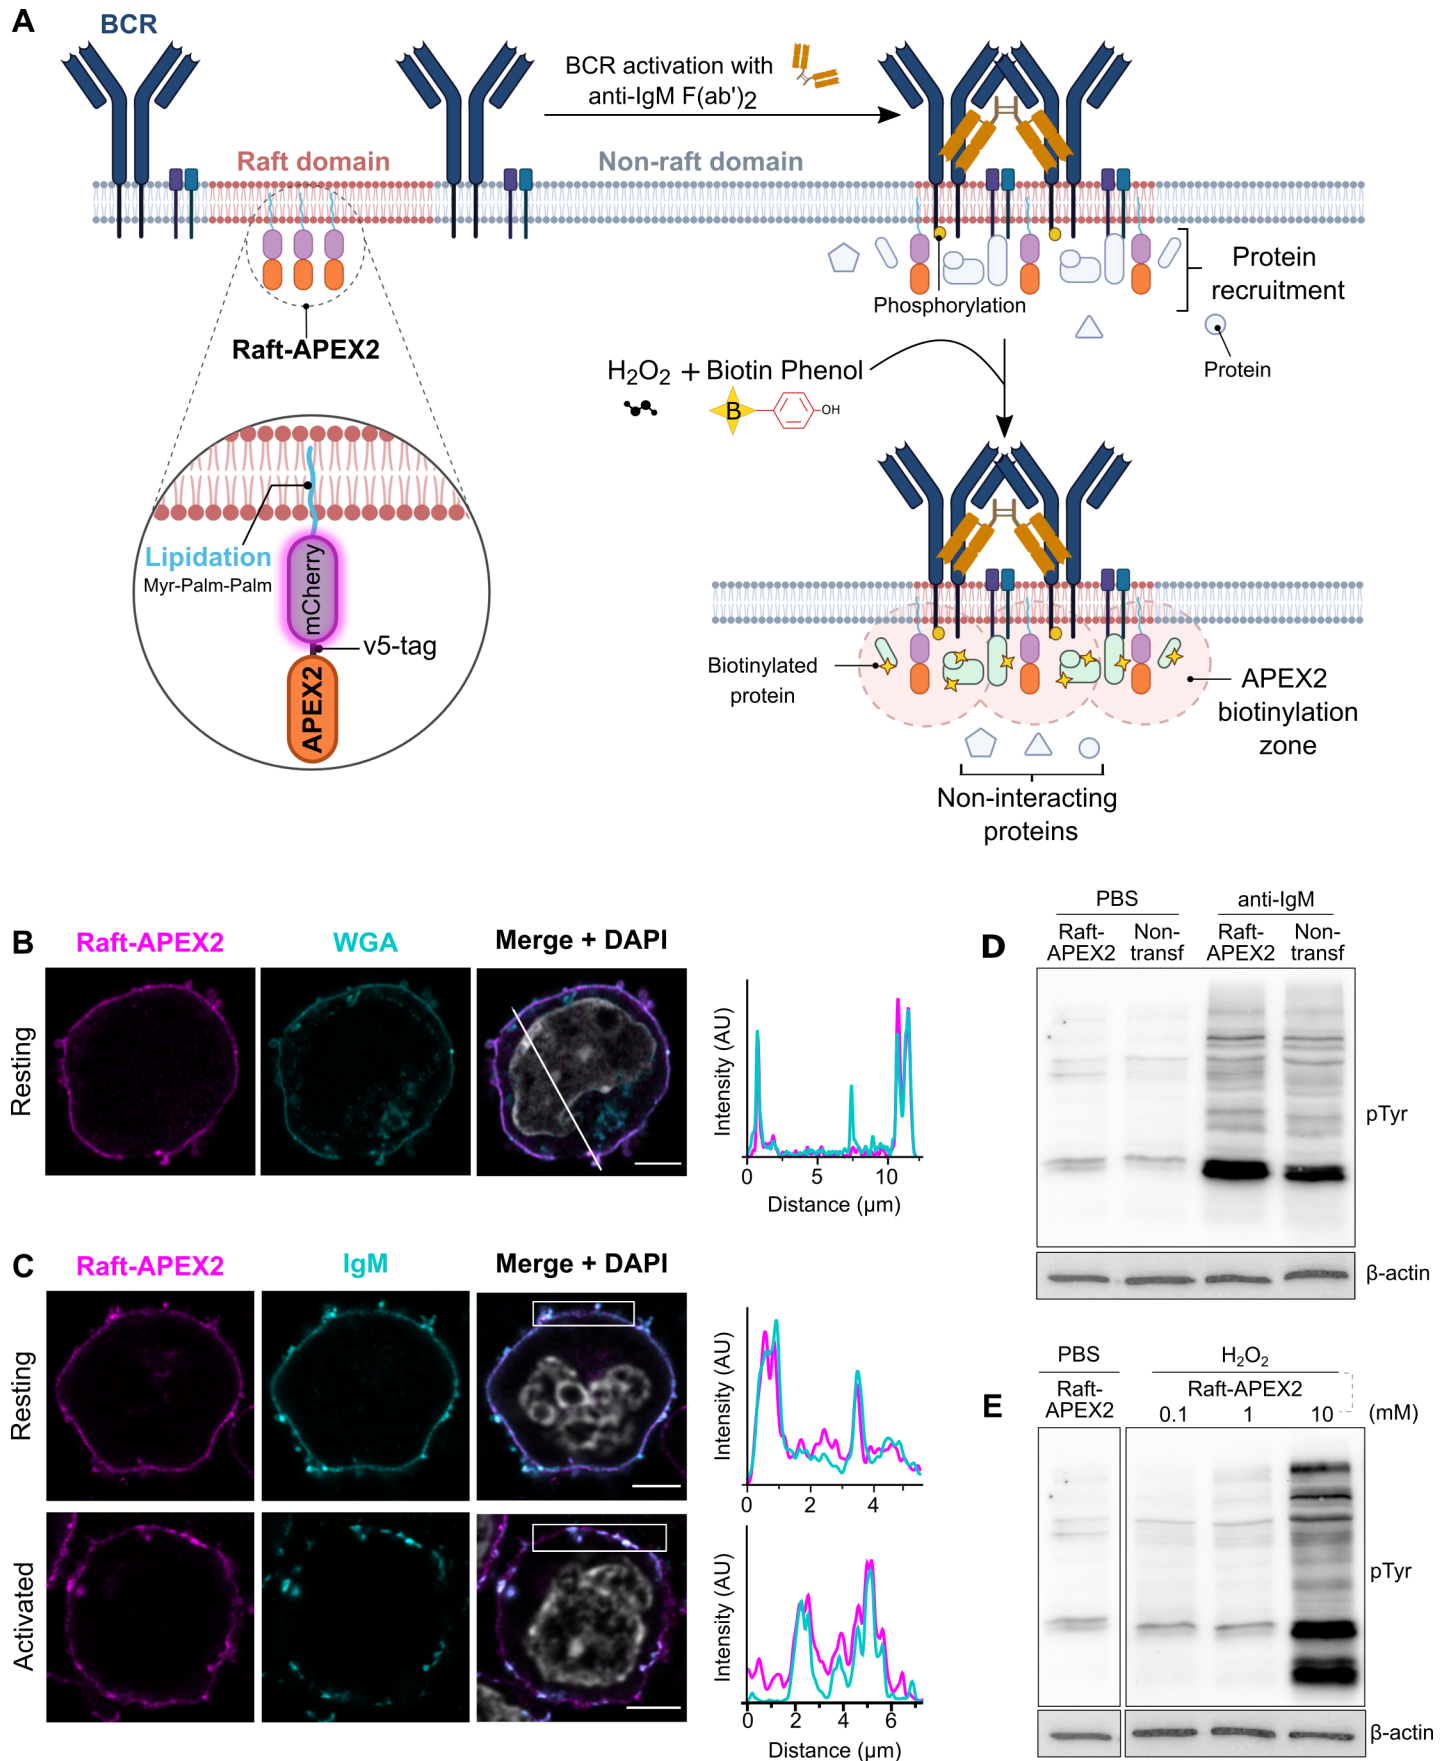 A
BCR
BCR activation with
anti-IgM F(ab')2
Raft domain
Non-raft domain
Raft-APEX2
Phosphorylation
Protein
recruitment
Protein
H2O2 + Biotin Phenol
B
OH
Lipidation
Myr-Palm-Palm
mCherry
v5-tag
APEX2
Biotinylated
protein
APEX2
biotinylation
zone
Non-interacting
proteins
B
Raft-APEX2
WGA
Merge + DAPI
Resting
Intensity (AU)
0 5 10
Distance (µm)
C
Raft-APEX2
IgM
Merge + DAPI
Resting
Intensity (AU)
0 2 4
Activated
Intensity (AU)
0 2 4 6
Distance (µm)
D
PBS
anti-IgM
Raft-
APEX2
Non-
transf
Raft-
APEX2
Non-
transf
pTyr
β-actin
E
PBS
H2O2
Raft-
APEX2
Raft-APEX2
0.1 1 10 (mM)
pTyr
β-actin